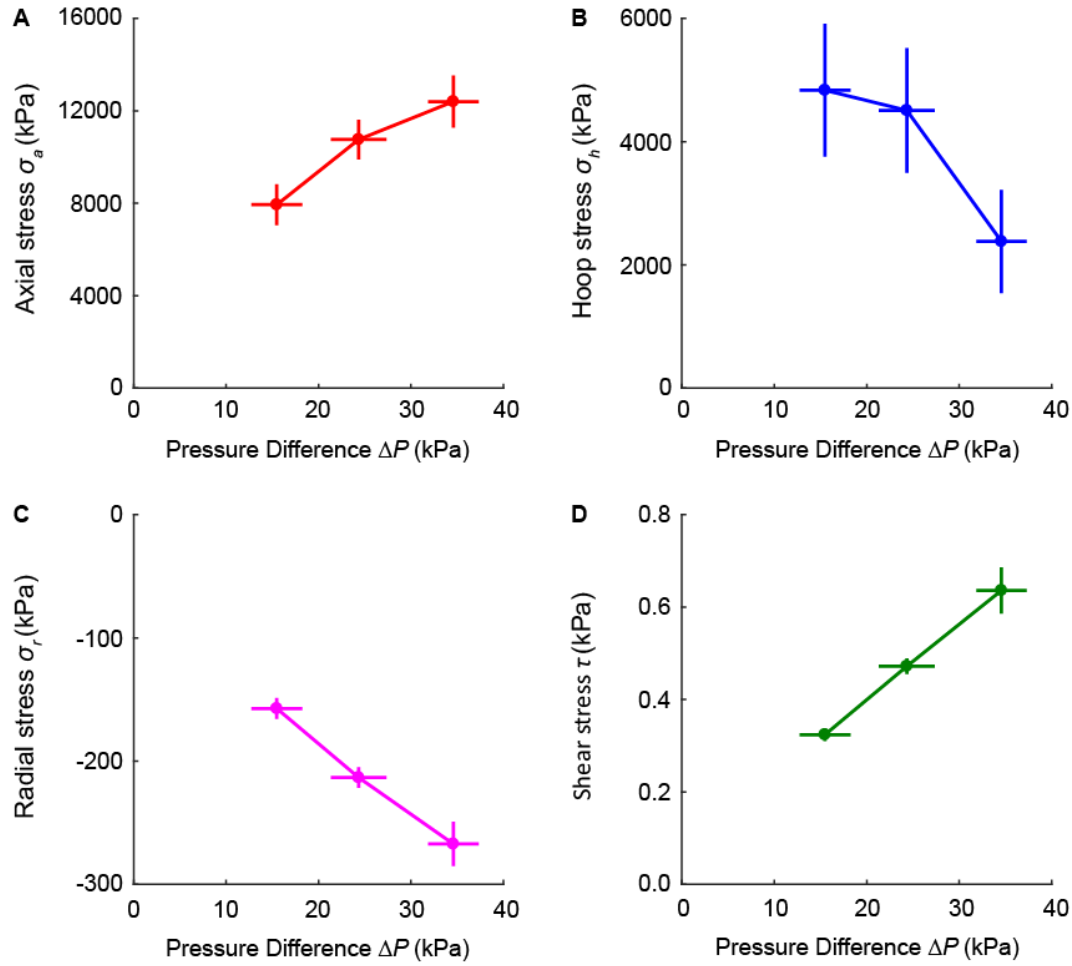 A
Axial stress σa (kPa)
16000
12000
8000
4000
0
0 10 20 30 40
Pressure Difference ΔP (kPa)
B
Hoop stress σh (kPa)
6000
4000
2000
0
0 10 20 30 40
Pressure Difference ΔP (kPa)
C
Radial stress σr (kPa)
0
-100
-200
-300
0 10 20 30 40
Pressure Difference ΔP (kPa)
D
Shear stress τ (kPa)
0.8
0.6
0.4
0.2
0.0
0 10 20 30 40
Pressure Difference ΔP (kPa)